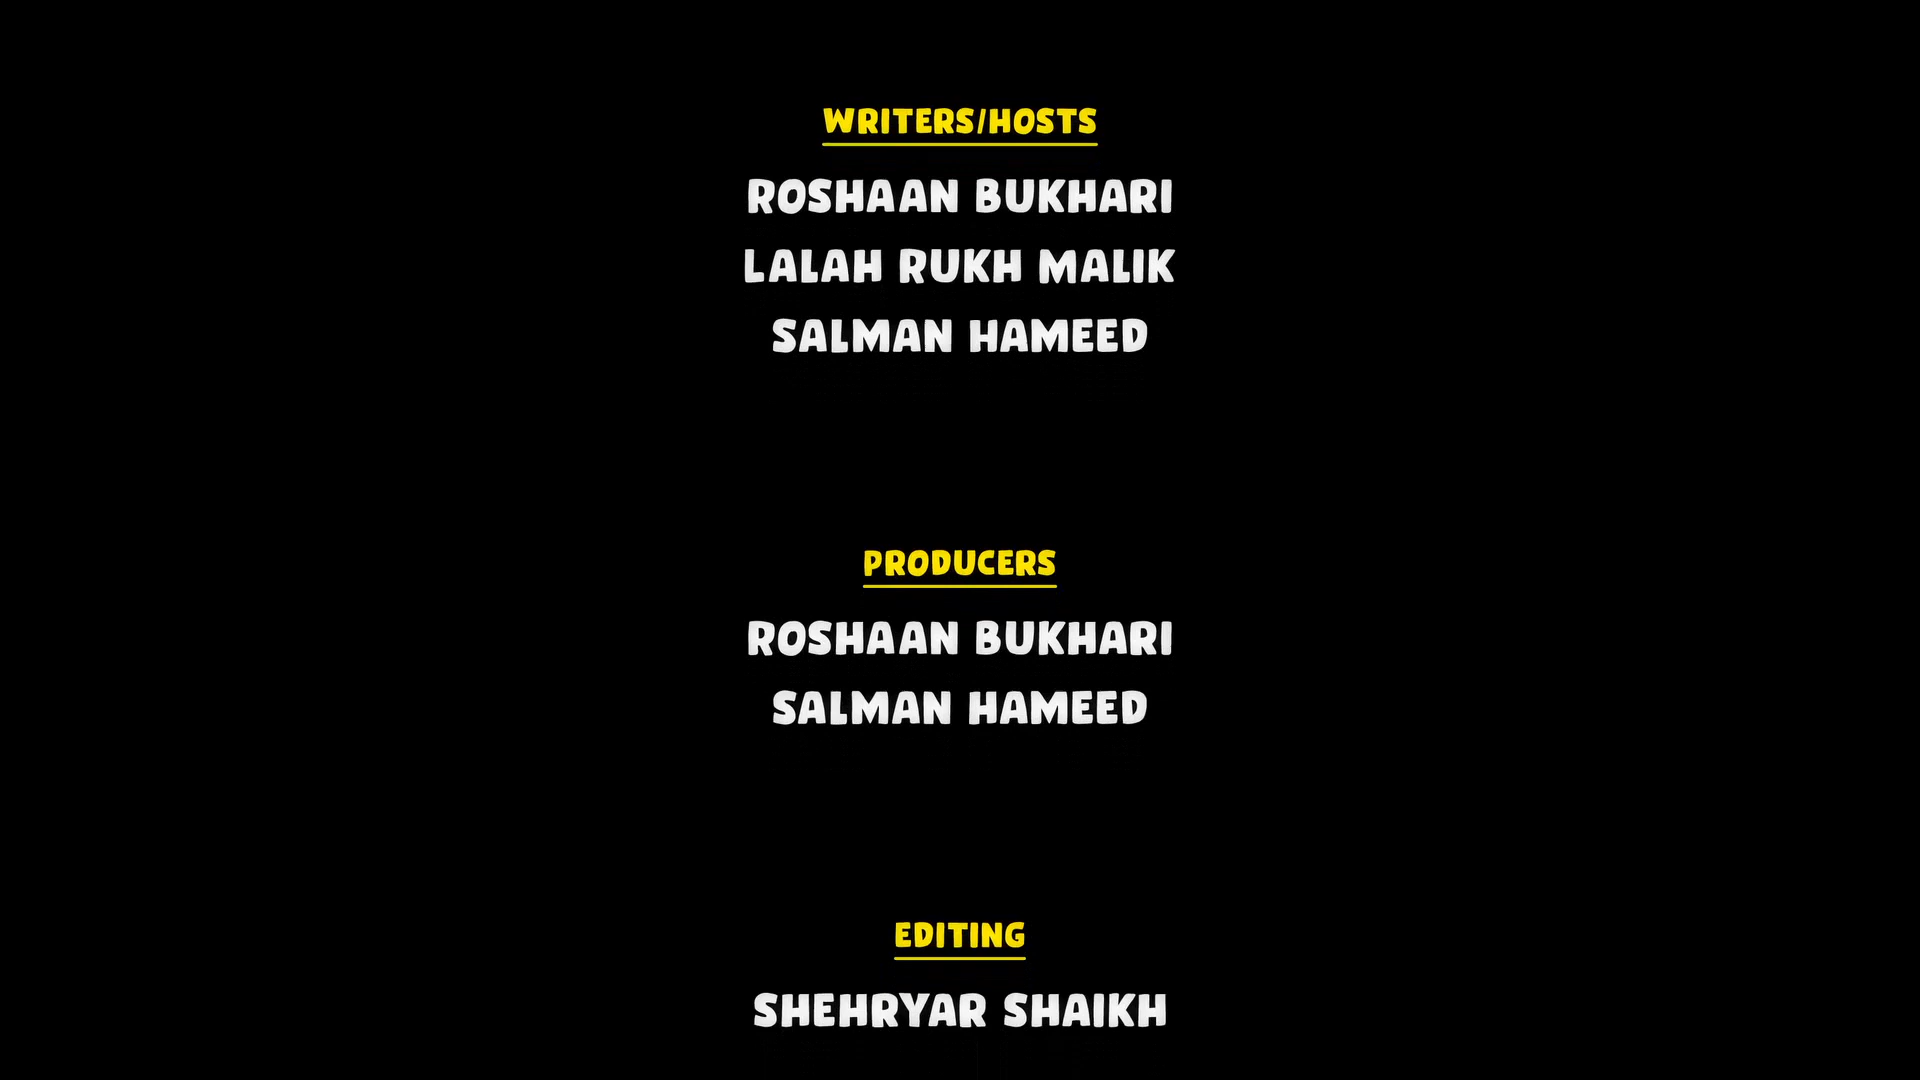 WRITERS/HOSTS
ROSHAAN BUKHARI
LALAH RUKH MALIK
SALMAN HAMEED
PRODUCERS
ROSHAAN BUKHARI
SALMAN HAMEED
EDITING
SHEHRYAR SHAIKH